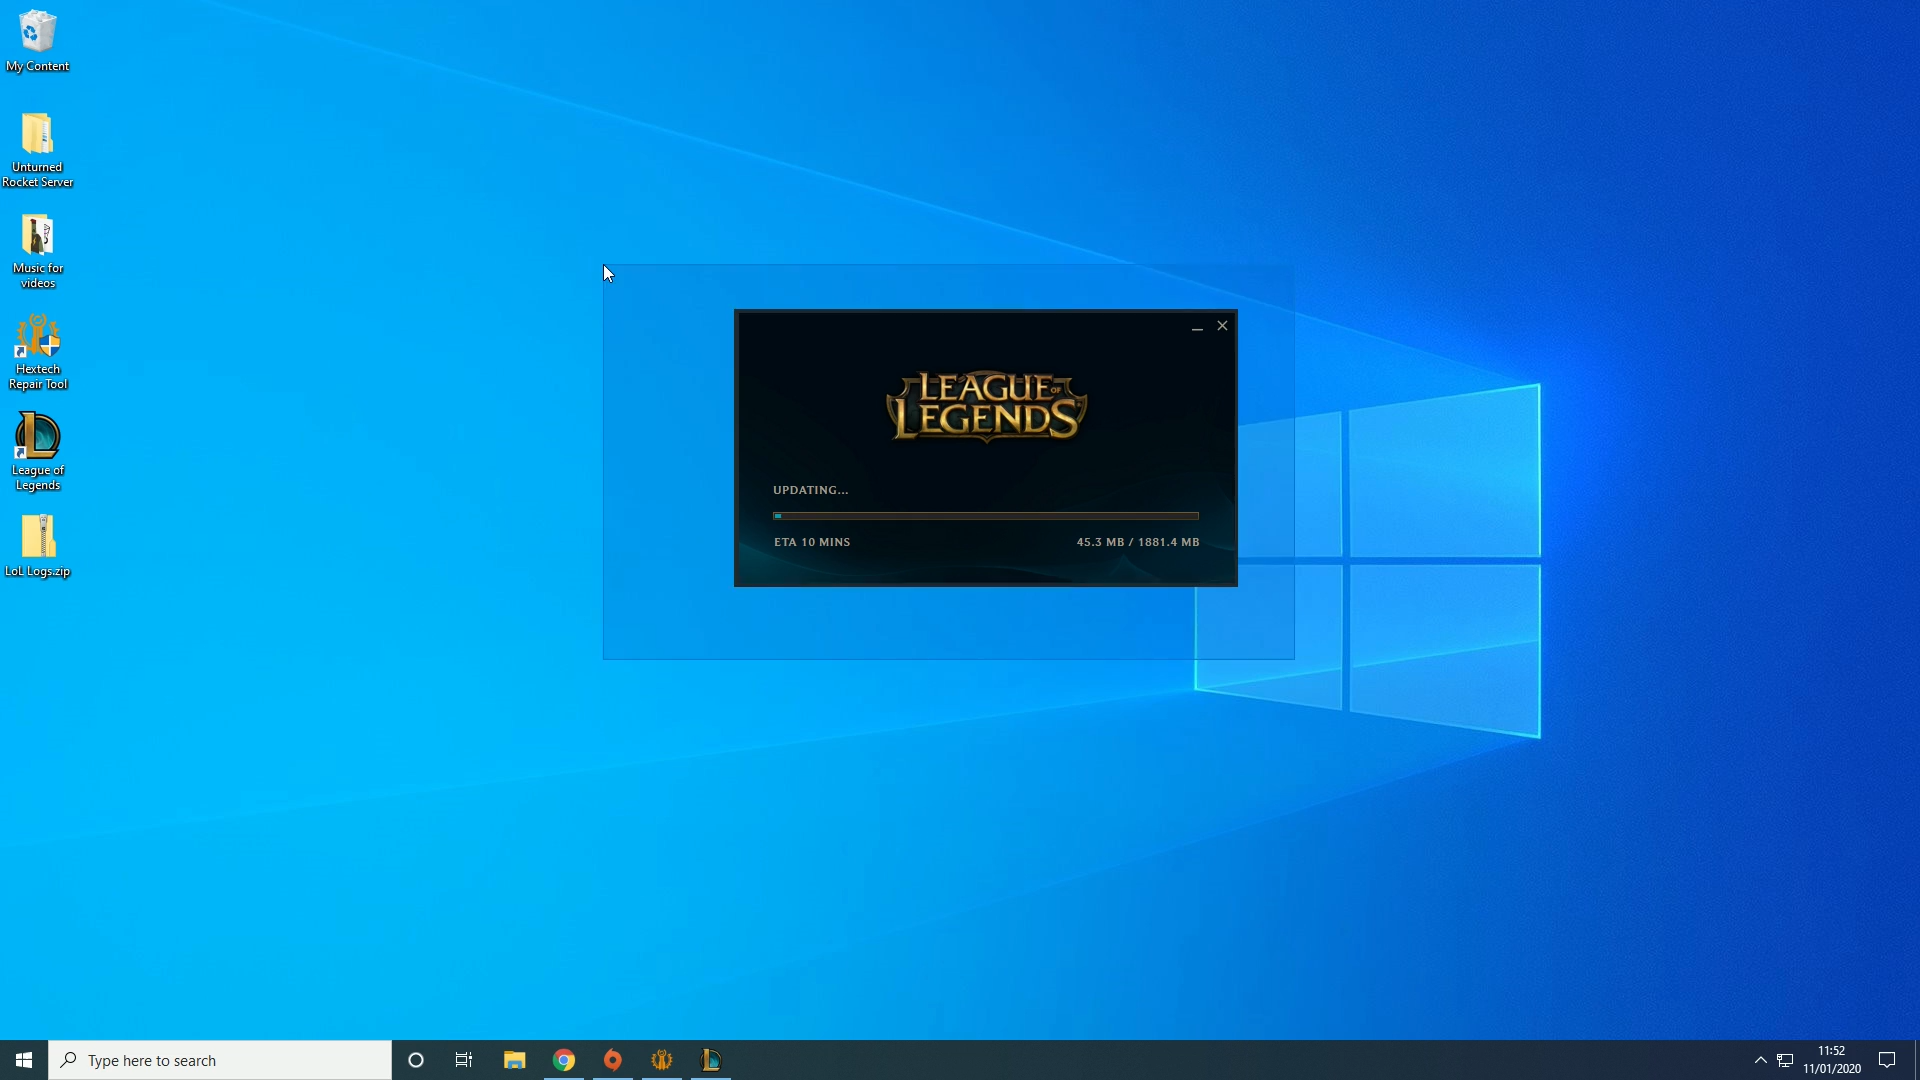 My Content
Unturned
Rocket Server
Music for
videos
Hextech
Repair Tool
League of
Legends
LoL Logs.zip
LEAGUE OF
LEGENDS
UPDATING...
ETA 10 MINS
45.3 MB / 1881.4 MB
Type here to search
11:52
11/01/2020